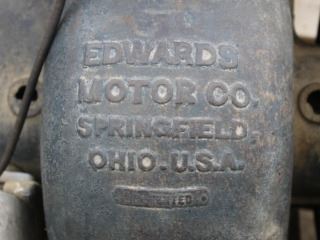 EDWARDS
MOTOR CO.
SPRINGFIELD,
OHIO. U.S.A.